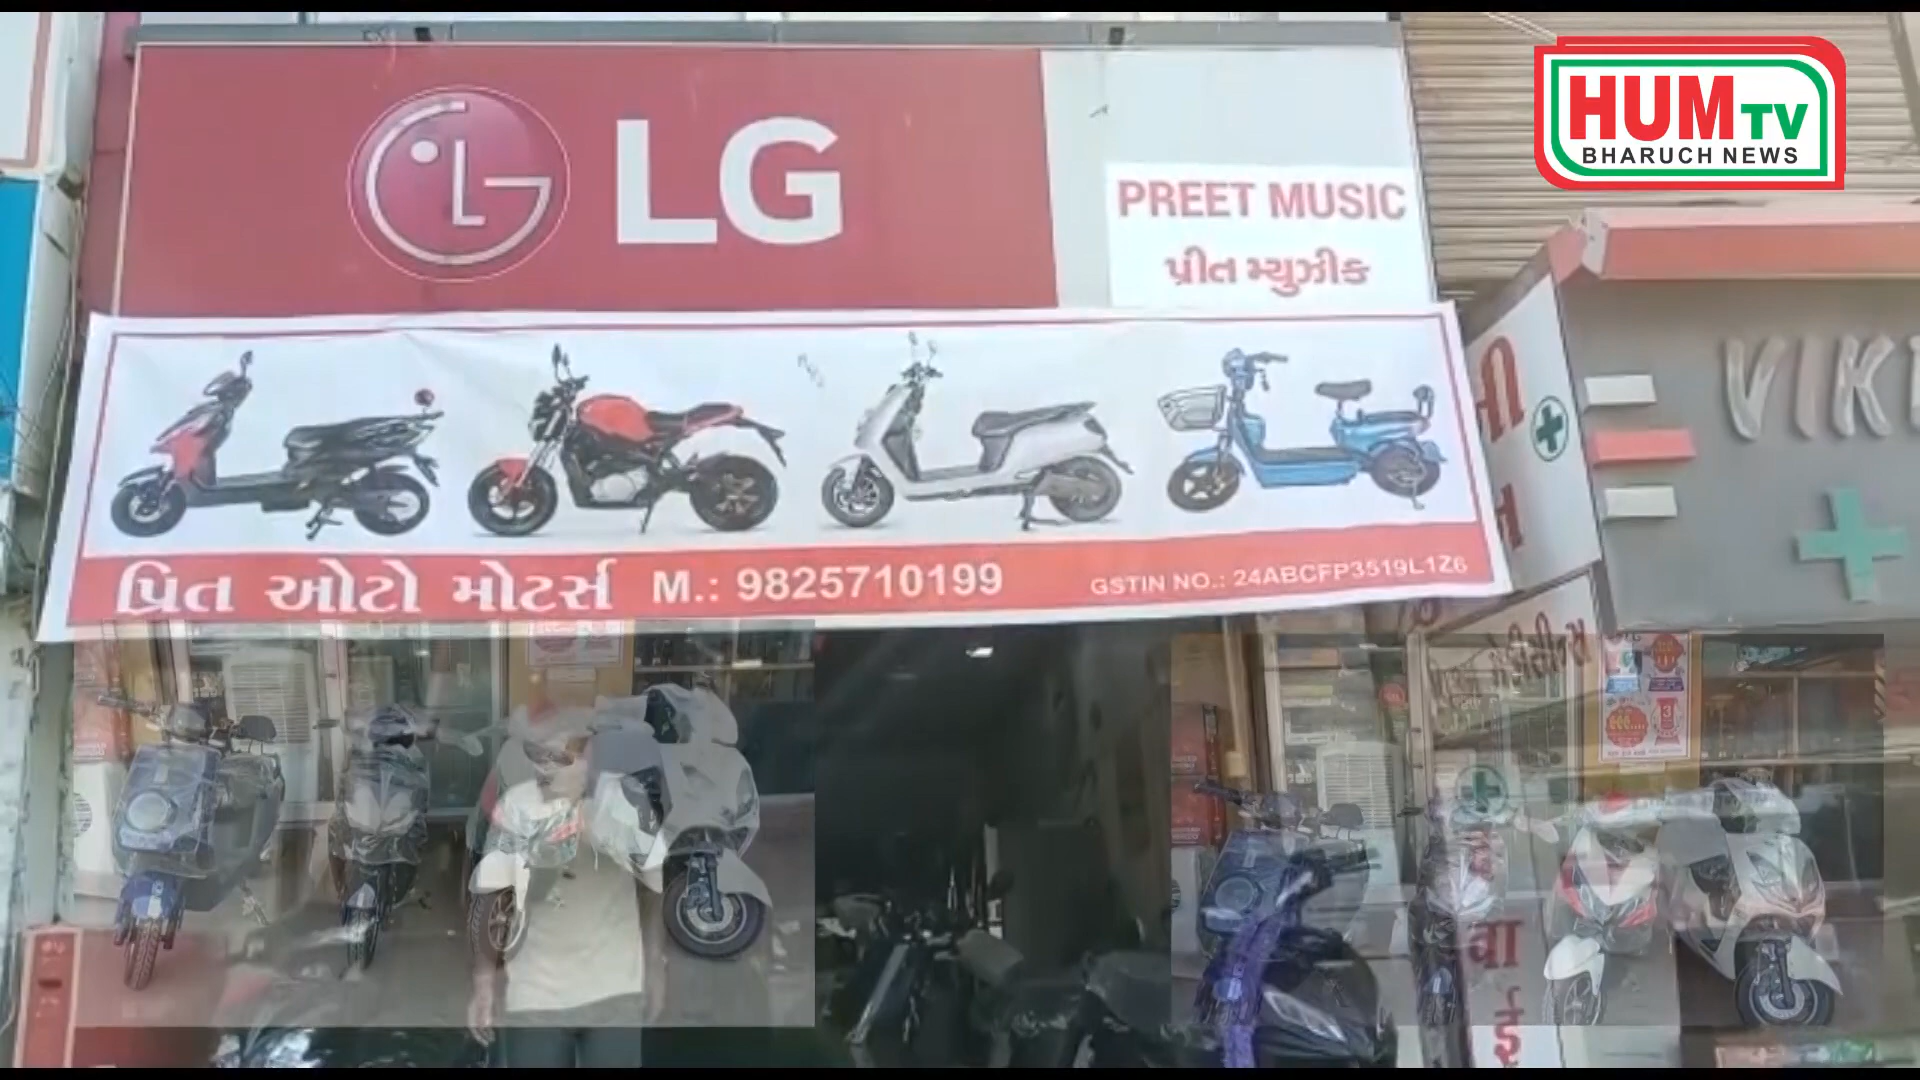 HUM TV
BHARUCH NEWS
LG
PREET MUSIC
પ્રીત મ્યુઝીક
પ્રિત ઓટો મોટર્સ M.: 9825710199 GSTIN NO.: 24ABCFP3519L1Z6